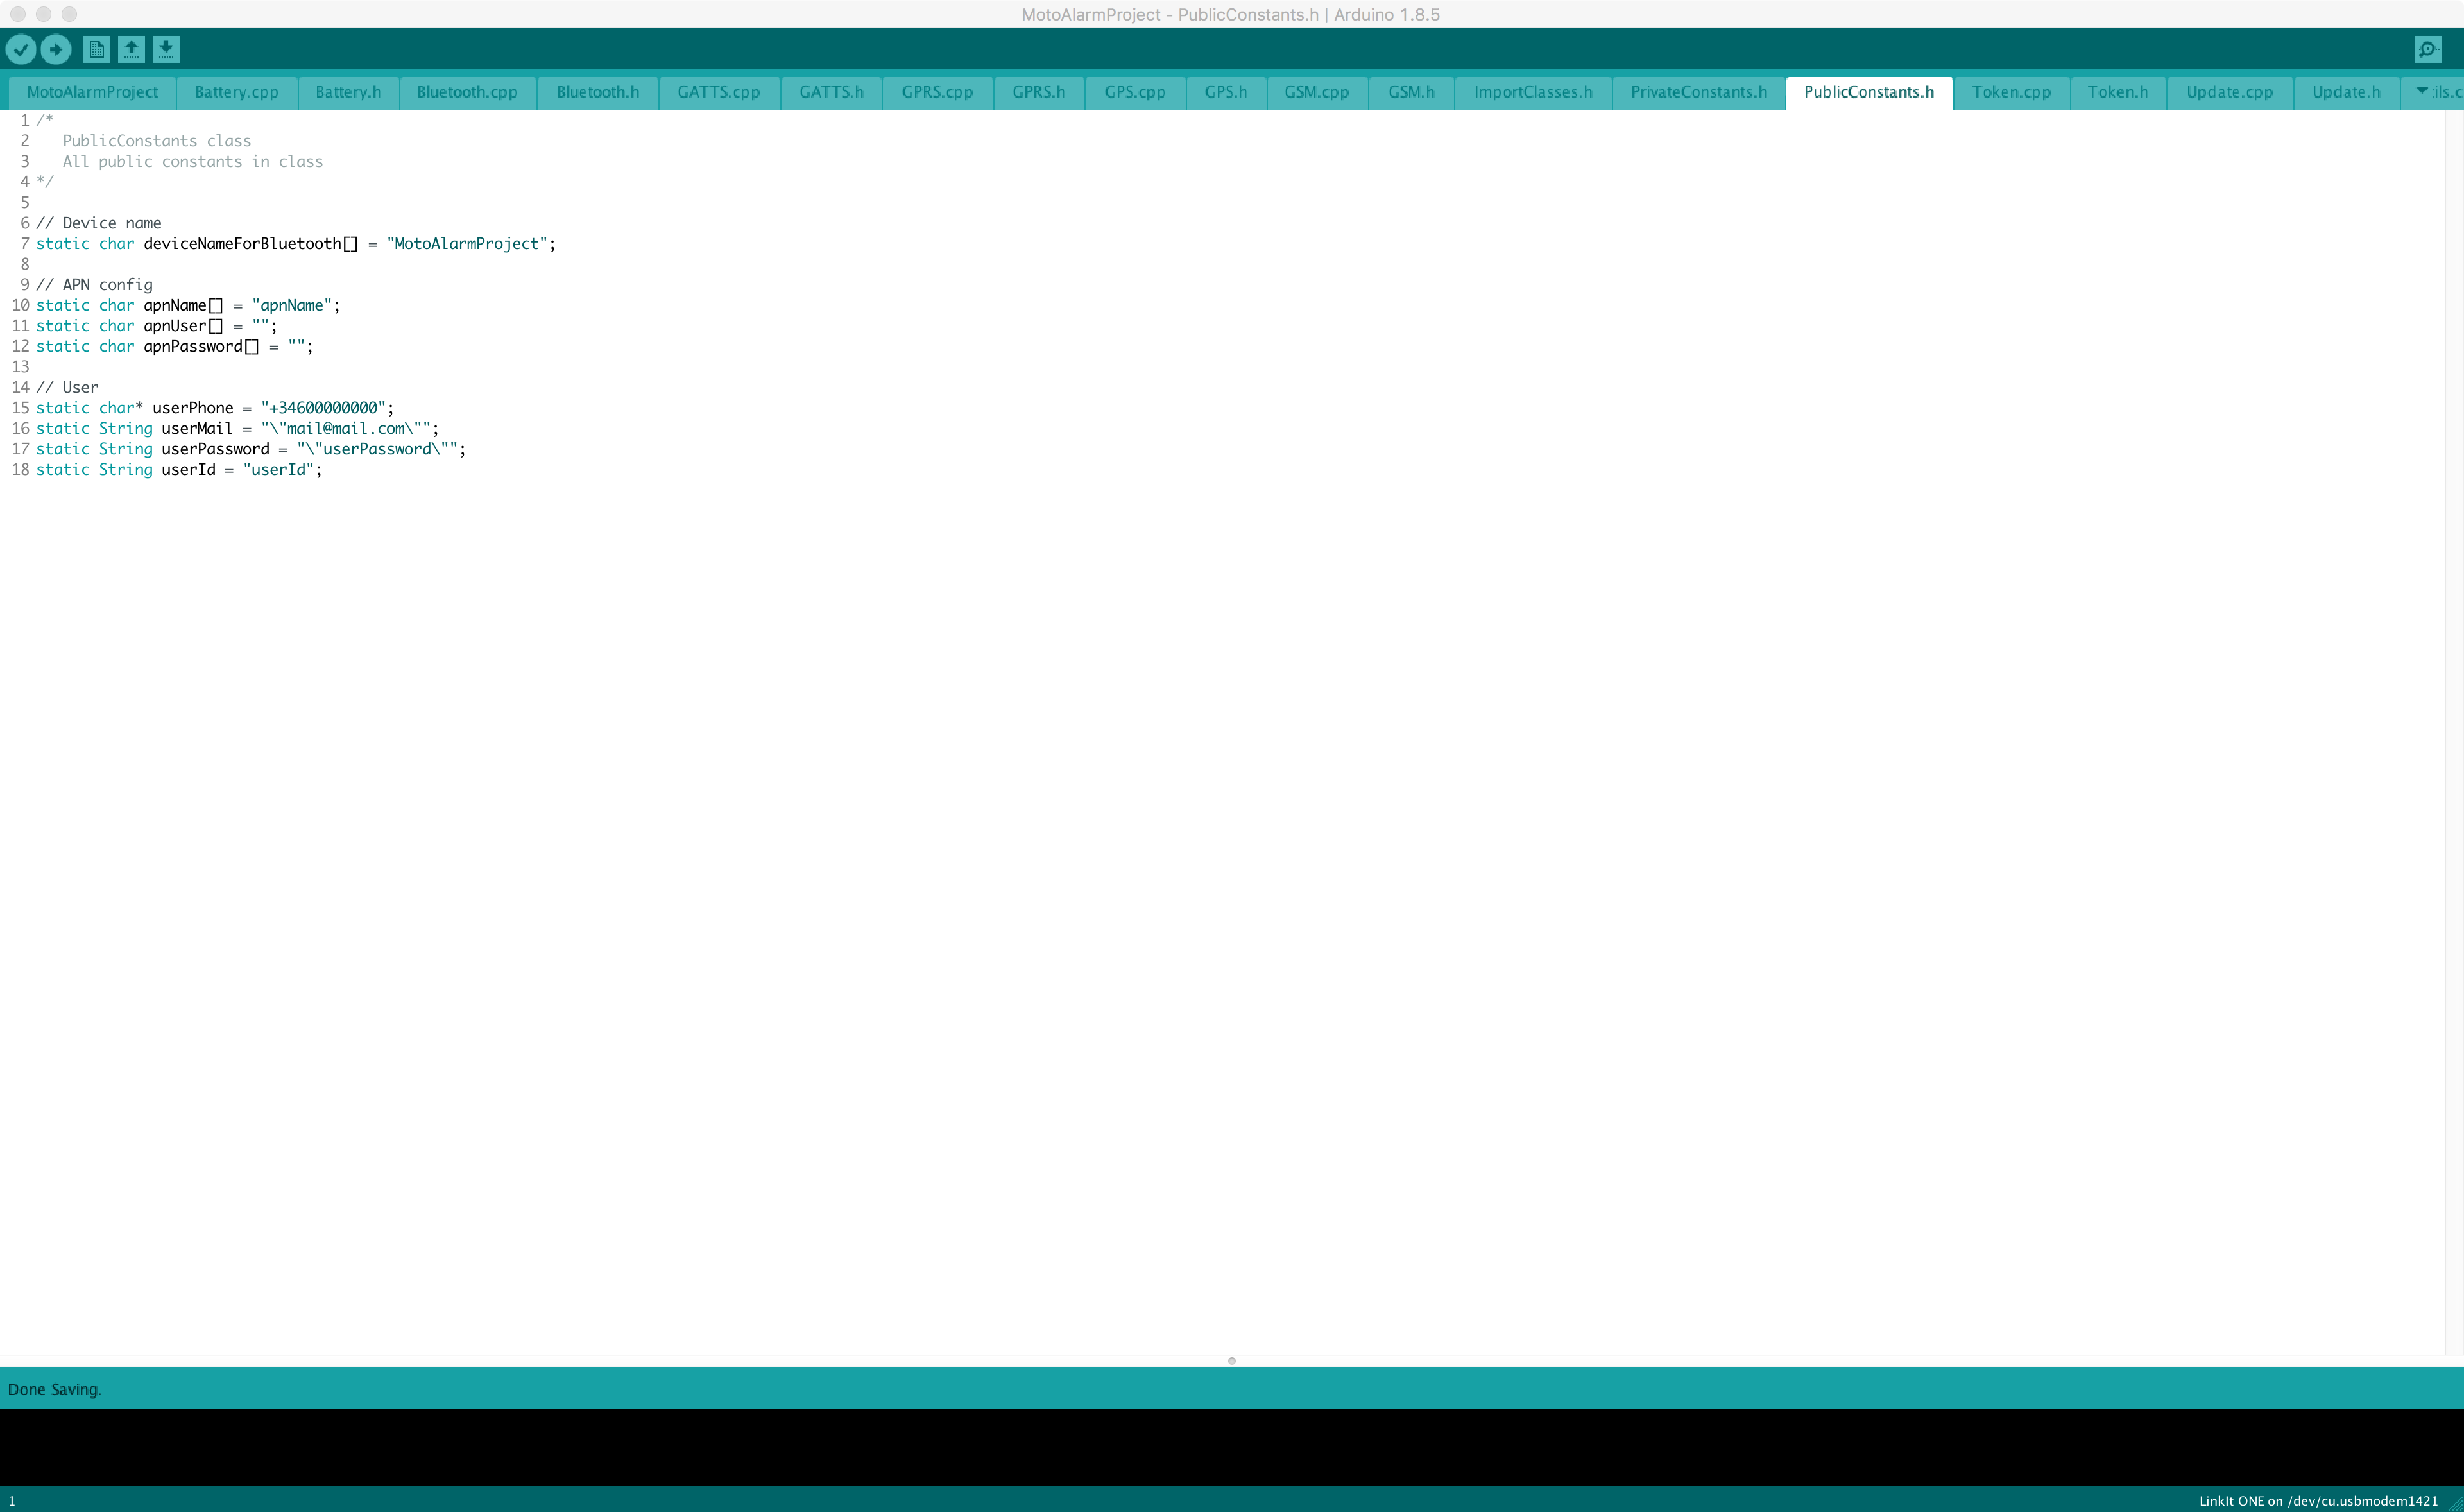 MotoAlarmProject - PublicConstants.h | Arduino 1.8.5
MotoAlarmProject Battery.cpp Battery.h Bluetooth.cpp Bluetooth.h GATTS.cpp GATTS.h GPRS.cpp GPRS.h GPS.cpp GPS.h GSM.cpp GSM.h ImportClasses.h PrivateConstants.h PublicConstants.h Token.cpp Token.h Update.cpp Update.h
1 /*
2    PublicConstants class
3    All public constants in class
4 */
5
6 // Device name
7 static char deviceNameForBluetooth[] = "MotoAlarmProject";
8
9 // APN config
10 static char apnName[] = "apnName";
11 static char apnUser[] = "";
12 static char apnPassword[] = "";
13
14 // User
15 static char* userPhone = "+34600000000";
16 static String userMail = "\"mail@mail.com\"";
17 static String userPassword = "\"userPassword\"";
18 static String userId = "userId";
Done Saving.
1 LinkIt ONE on /dev/cu.usbmodem1421